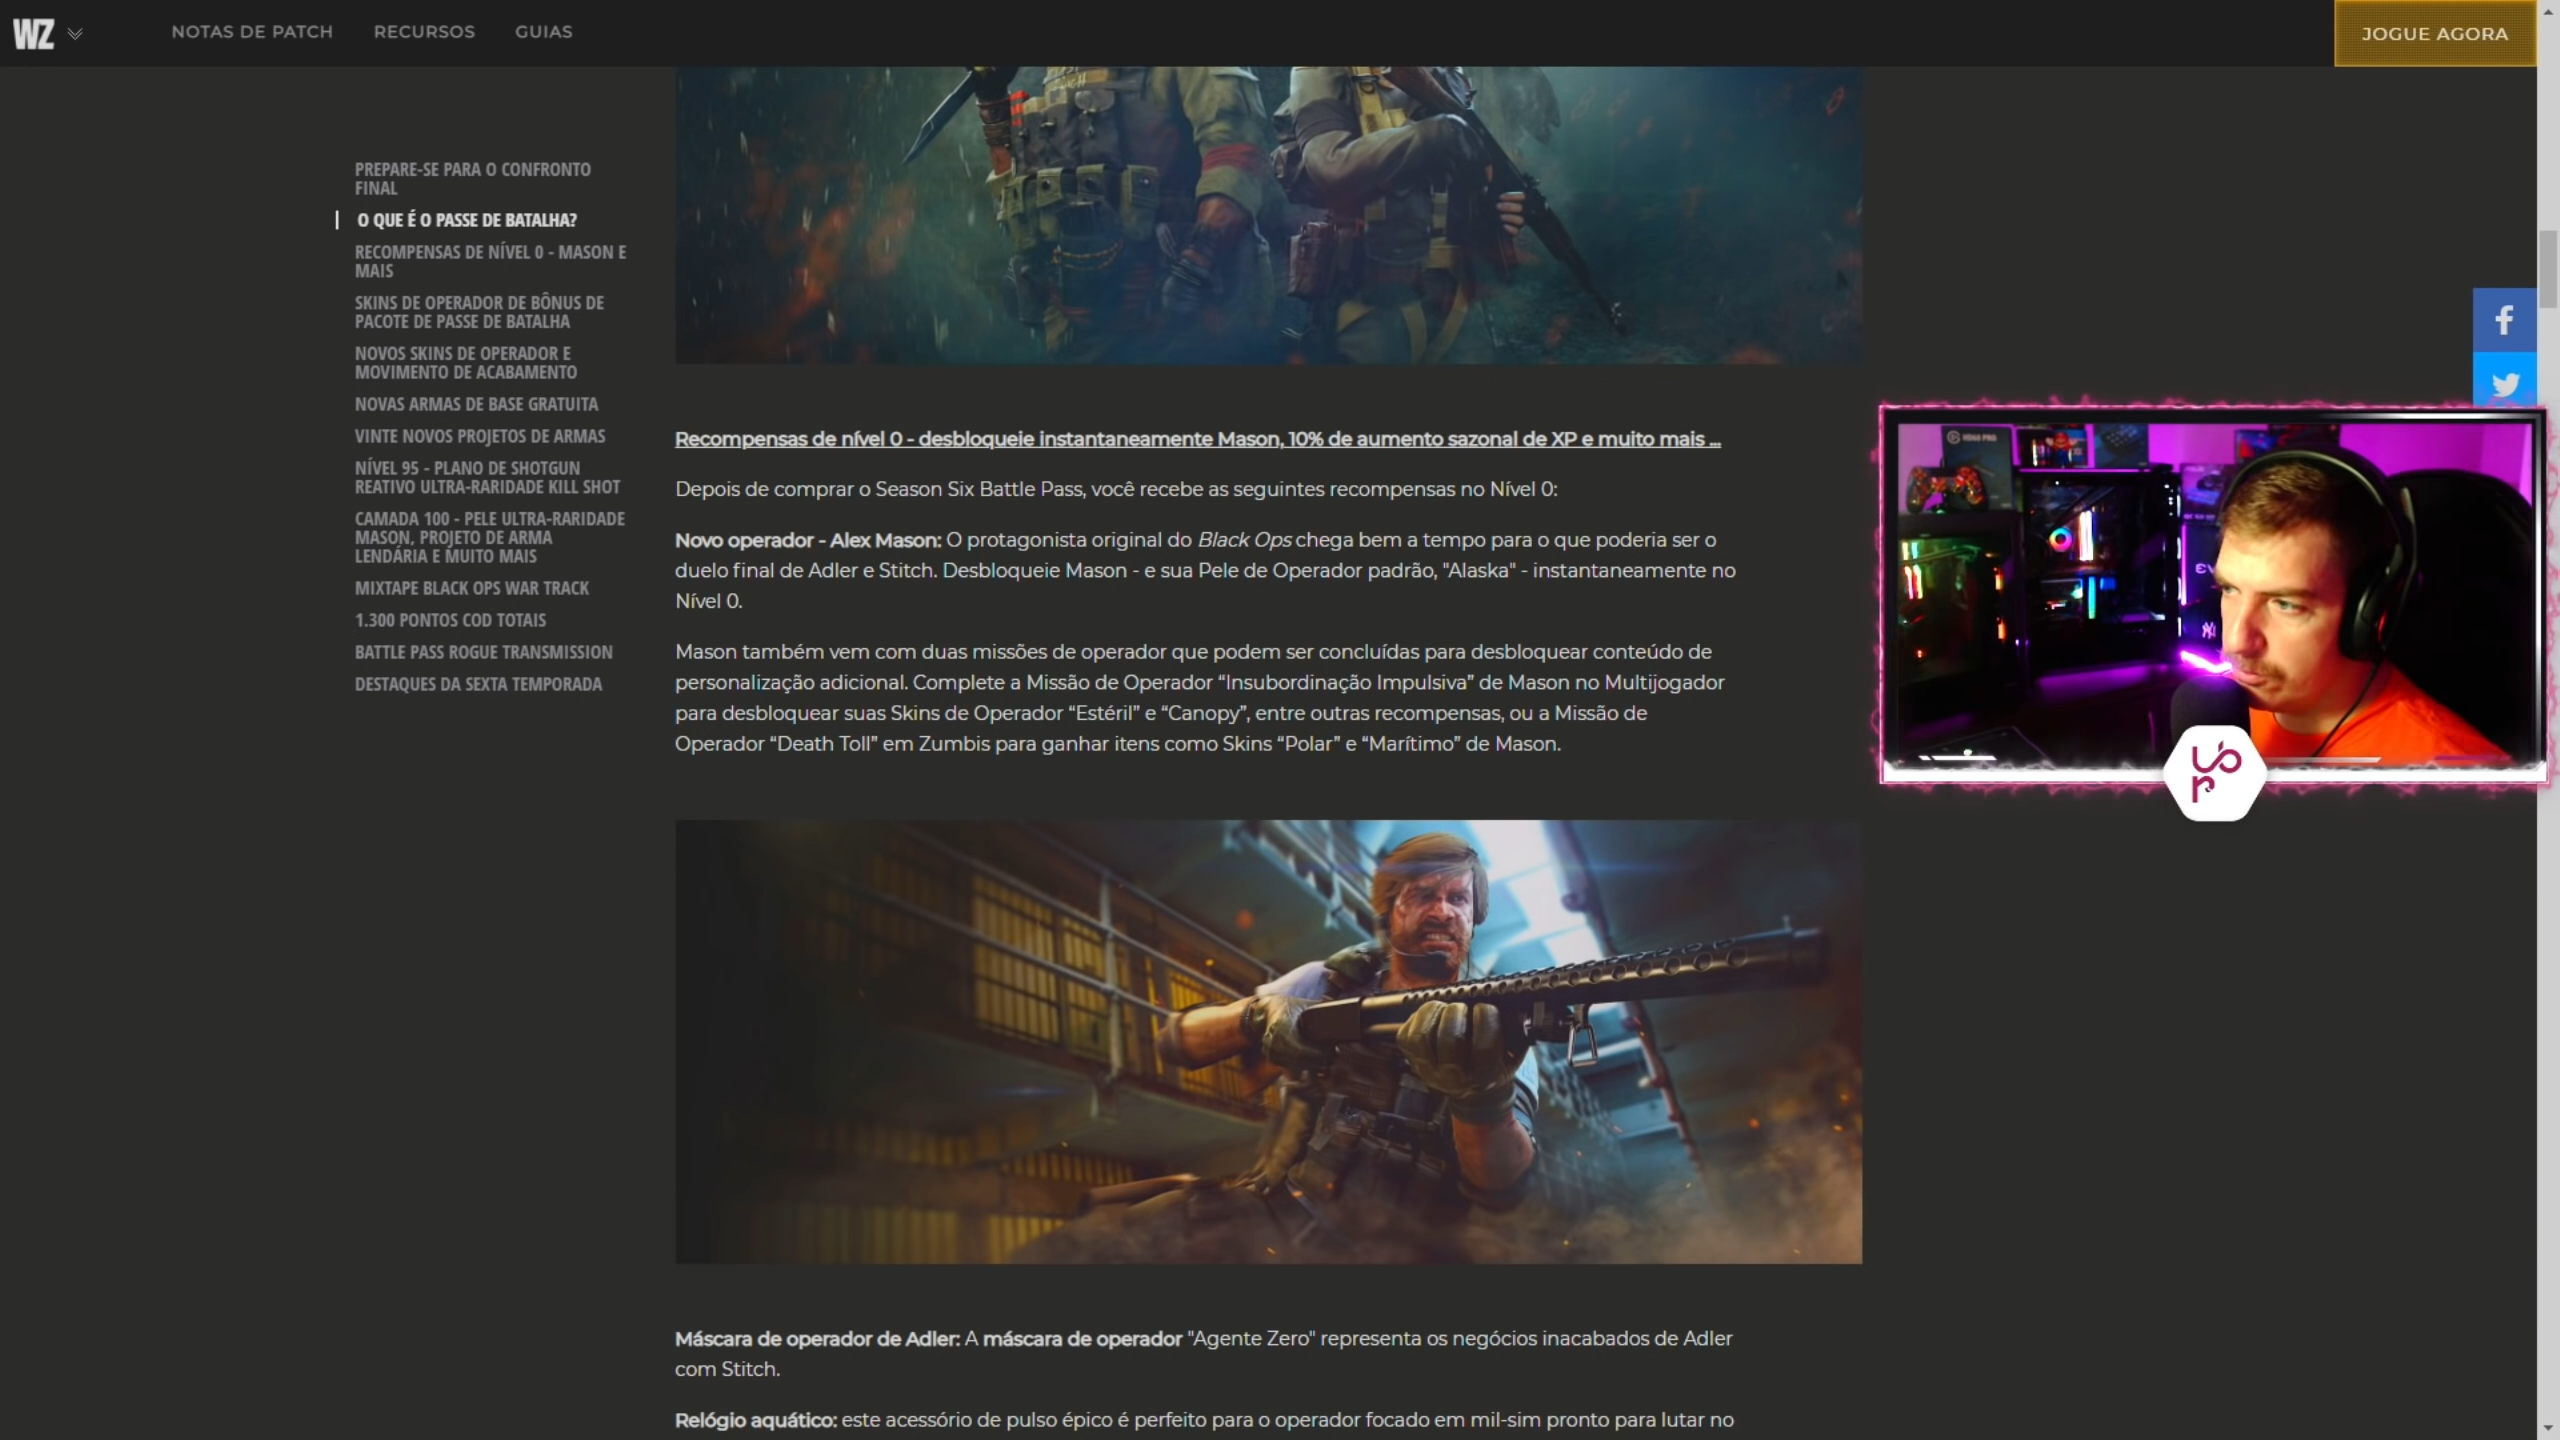 WZ
NOTAS DE PATCH
RECURSOS
GUIAS
JOGUE AGORA
PREPARE-SE PARA O CONFRONTO
FINAL
O QUE É O PASSE DE BATALHA?
RECOMPENSAS DE NÍVEL 0 - MASON E
MAIS
SKINS DE OPERADOR DE BÔNUS DE
PACOTE DE PASSE DE BATALHA
NOVOS SKINS DE OPERADOR E
MOVIMENTO DE ACABAMENTO
NOVAS ARMAS DE BASE GRATUITA
VINTE NOVOS PROJETOS DE ARMAS
NÍVEL 95 - PLANO DE SHOTGUN
REATIVO ULTRA-RARIDADE KILL SHOT
CAMADA 100 - PELE ULTRA-RARIDADE
MASON, PROJETO DE ARMA
LENDÁRIA E MUITO MAIS
MIXTAPE BLACK OPS WAR TRACK
1.300 PONTOS COD TOTAIS
BATTLE PASS ROGUE TRANSMISSION
DESTAQUES DA SEXTA TEMPORADA
Recompensas de nível 0 - desbloqueie instantaneamente Mason, 10% de aumento sazonal de XP e muito mais ...
Depois de comprar o Season Six Battle Pass, você recebe as seguintes recompensas no Nível 0:
Novo operador - Alex Mason: O protagonista original do Black Ops chega bem a tempo para o que poderia ser o
duelo final de Adler e Stitch. Desbloqueie Mason - e sua Pele de Operador padrão, "Alaska" - instantaneamente no
Nível 0.
Mason também vem com duas missões de operador que podem ser concluídas para desbloquear conteúdo de
personalização adicional. Complete a Missão de Operador “Insubordinação Impulsiva” de Mason no Multijogador
para desbloquear suas Skins de Operador “Estéril” e “Canopy”, entre outras recompensas, ou a Missão de
Operador “Death Toll” em Zumbis para ganhar itens como Skins “Polar” e “Marítimo” de Mason.
Máscara de operador de Adler: A máscara de operador "Agente Zero" representa os negócios inacabados de Adler
com Stitch.
Relógio aquático: este acessório de pulso épico é perfeito para o operador focado em mil-sim pronto para lutar no